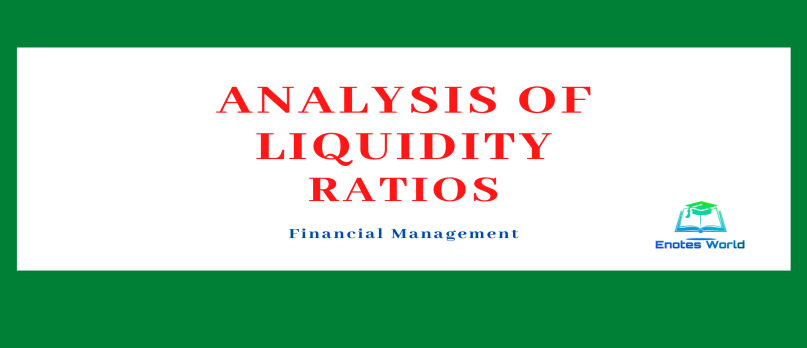 ANALYSIS OF
LIQUIDITY
RATIOS
Financial Management
Enotes World